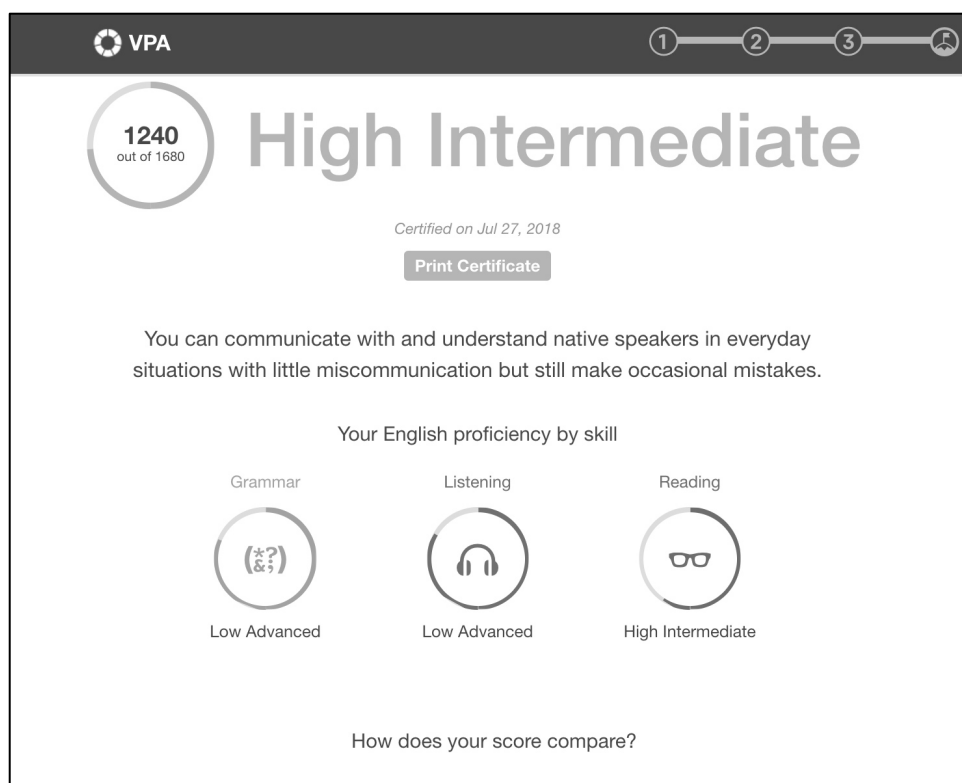 VPA
1 2 3
1240
out of 1680
High Intermediate
Certified on Jul 27, 2018
Print Certificate
You can communicate with and understand native speakers in everyday
situations with little miscommunication but still make occasional mistakes.
Your English proficiency by skill
Grammar Listening Reading
(*?&;)
Low Advanced Low Advanced High Intermediate
How does your score compare?